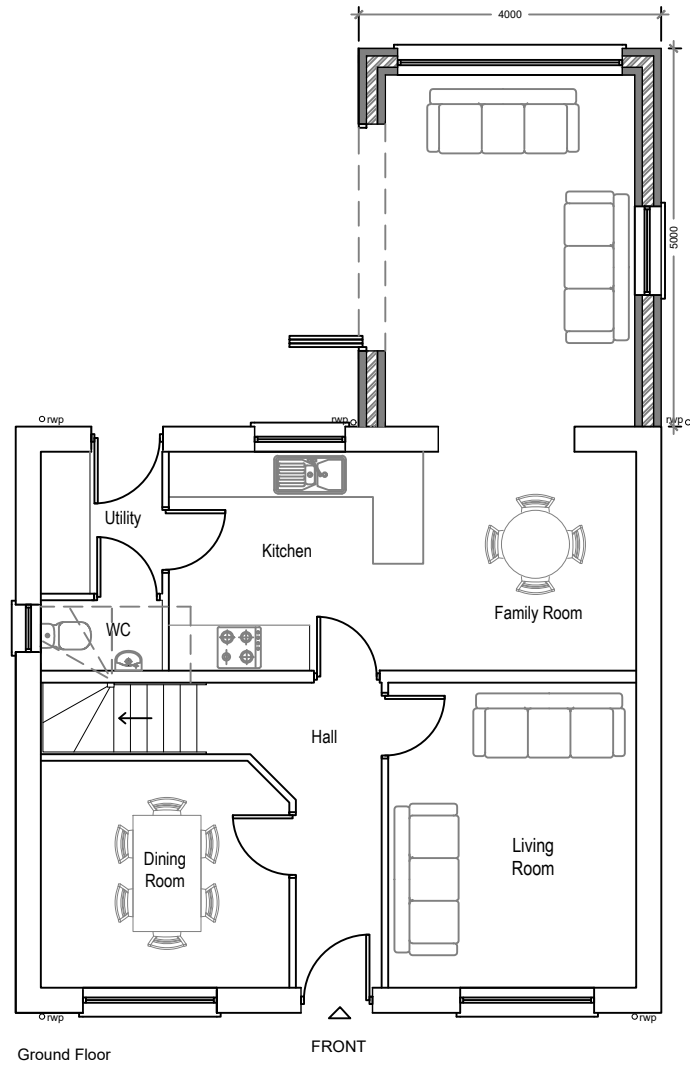 4000
5000
rwp
rwp
rwp
Utility
Kitchen
Family Room
WC
Hall
Dining
Room
Living
Room
rwp
rwp
FRONT
Ground Floor